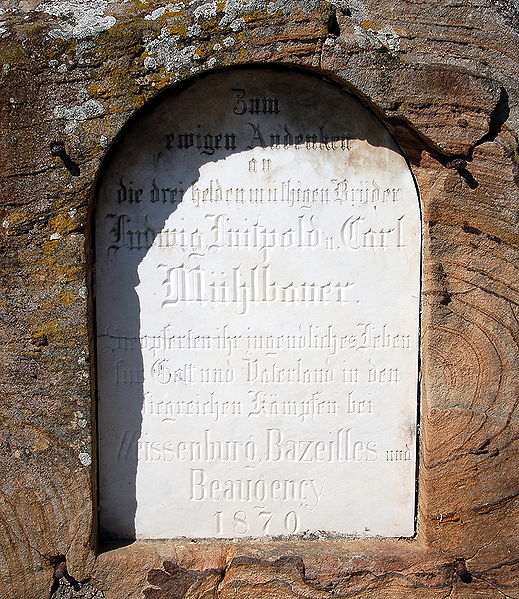 Zum
ewigen Andenken
an
die drei heldenmüthigen Brüder
Ludwig, Luitpold u. Carl
Mühlbauer.
Sie opferten ihr jugendliches Leben
für Gott und Vaterland in den
siegreichen Kämpfen bei
Weissenburg, Bazeilles und
Beaugency
1870